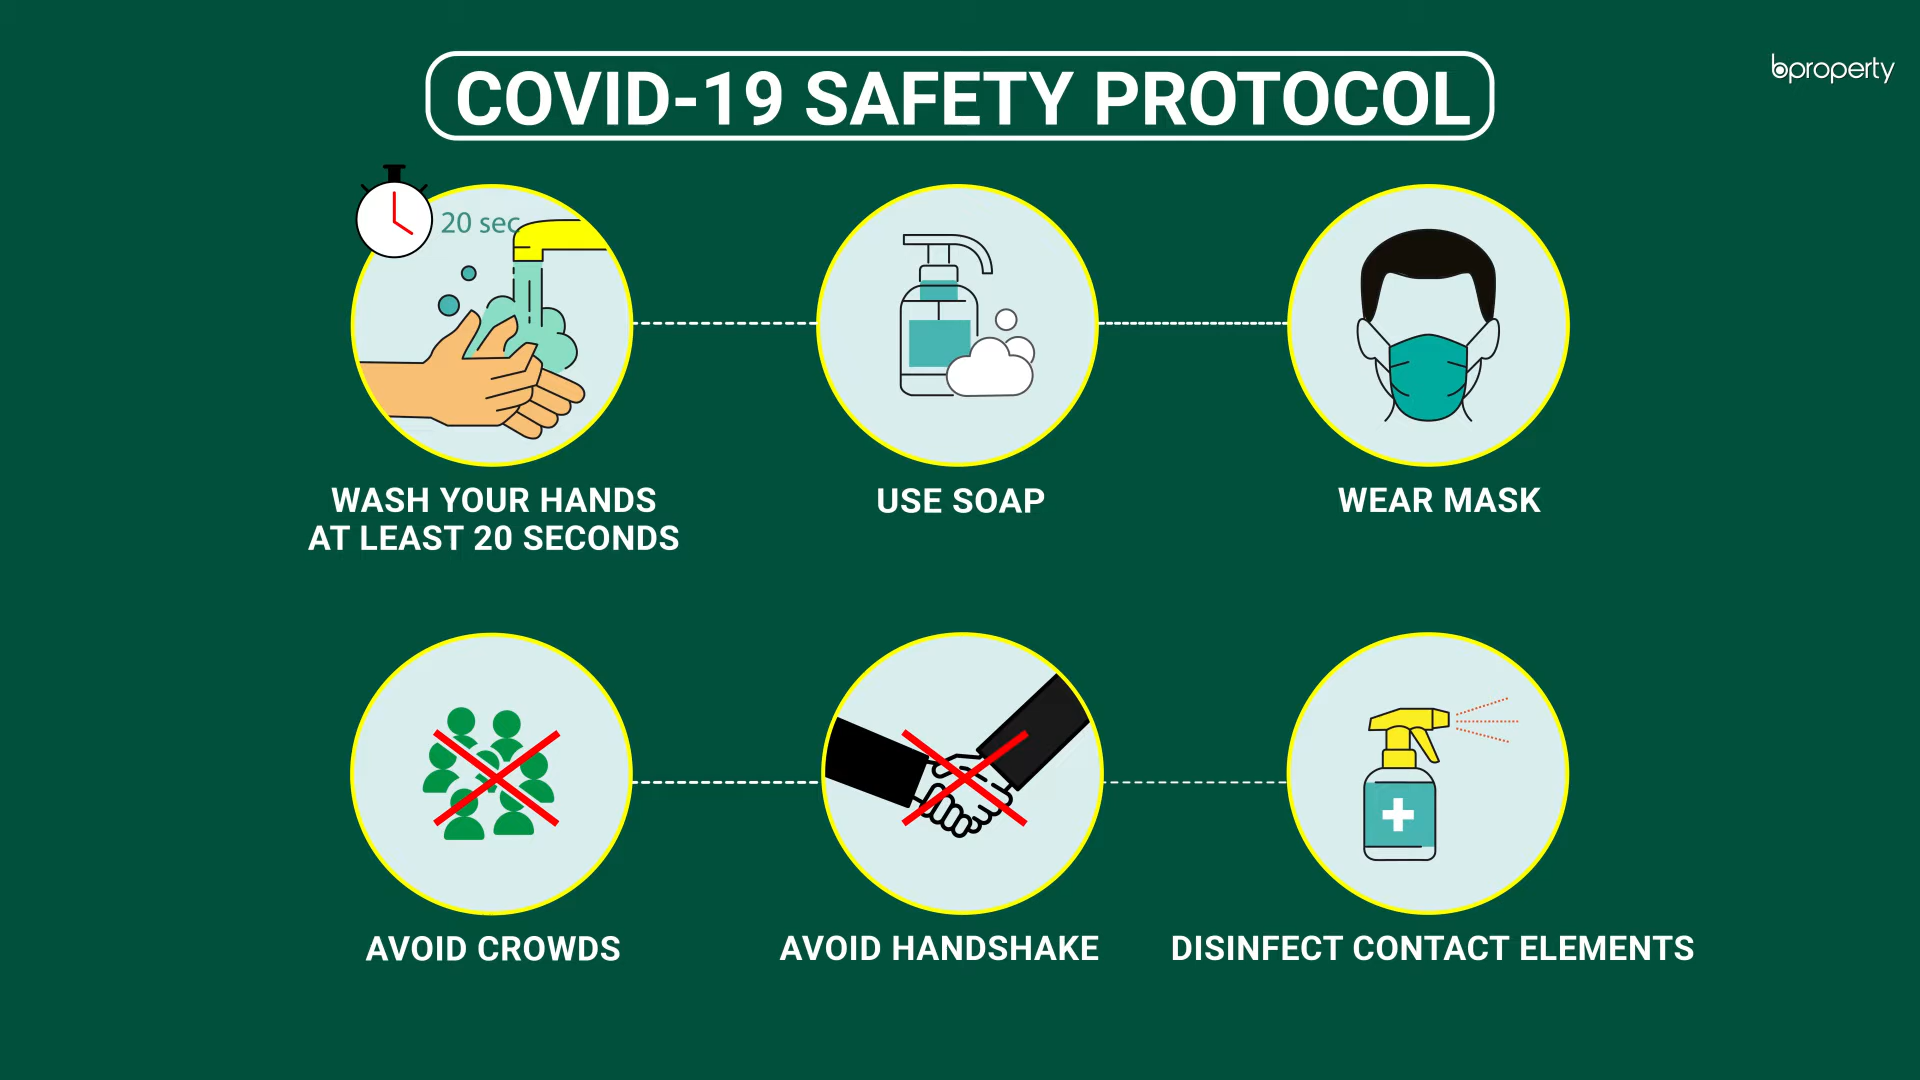 COVID-19 SAFETY PROTOCOL
bproperty
20 sec
WASH YOUR HANDS
AT LEAST 20 SECONDS
USE SOAP
WEAR MASK
AVOID CROWDS
AVOID HANDSHAKE
DISINFECT CONTACT ELEMENTS